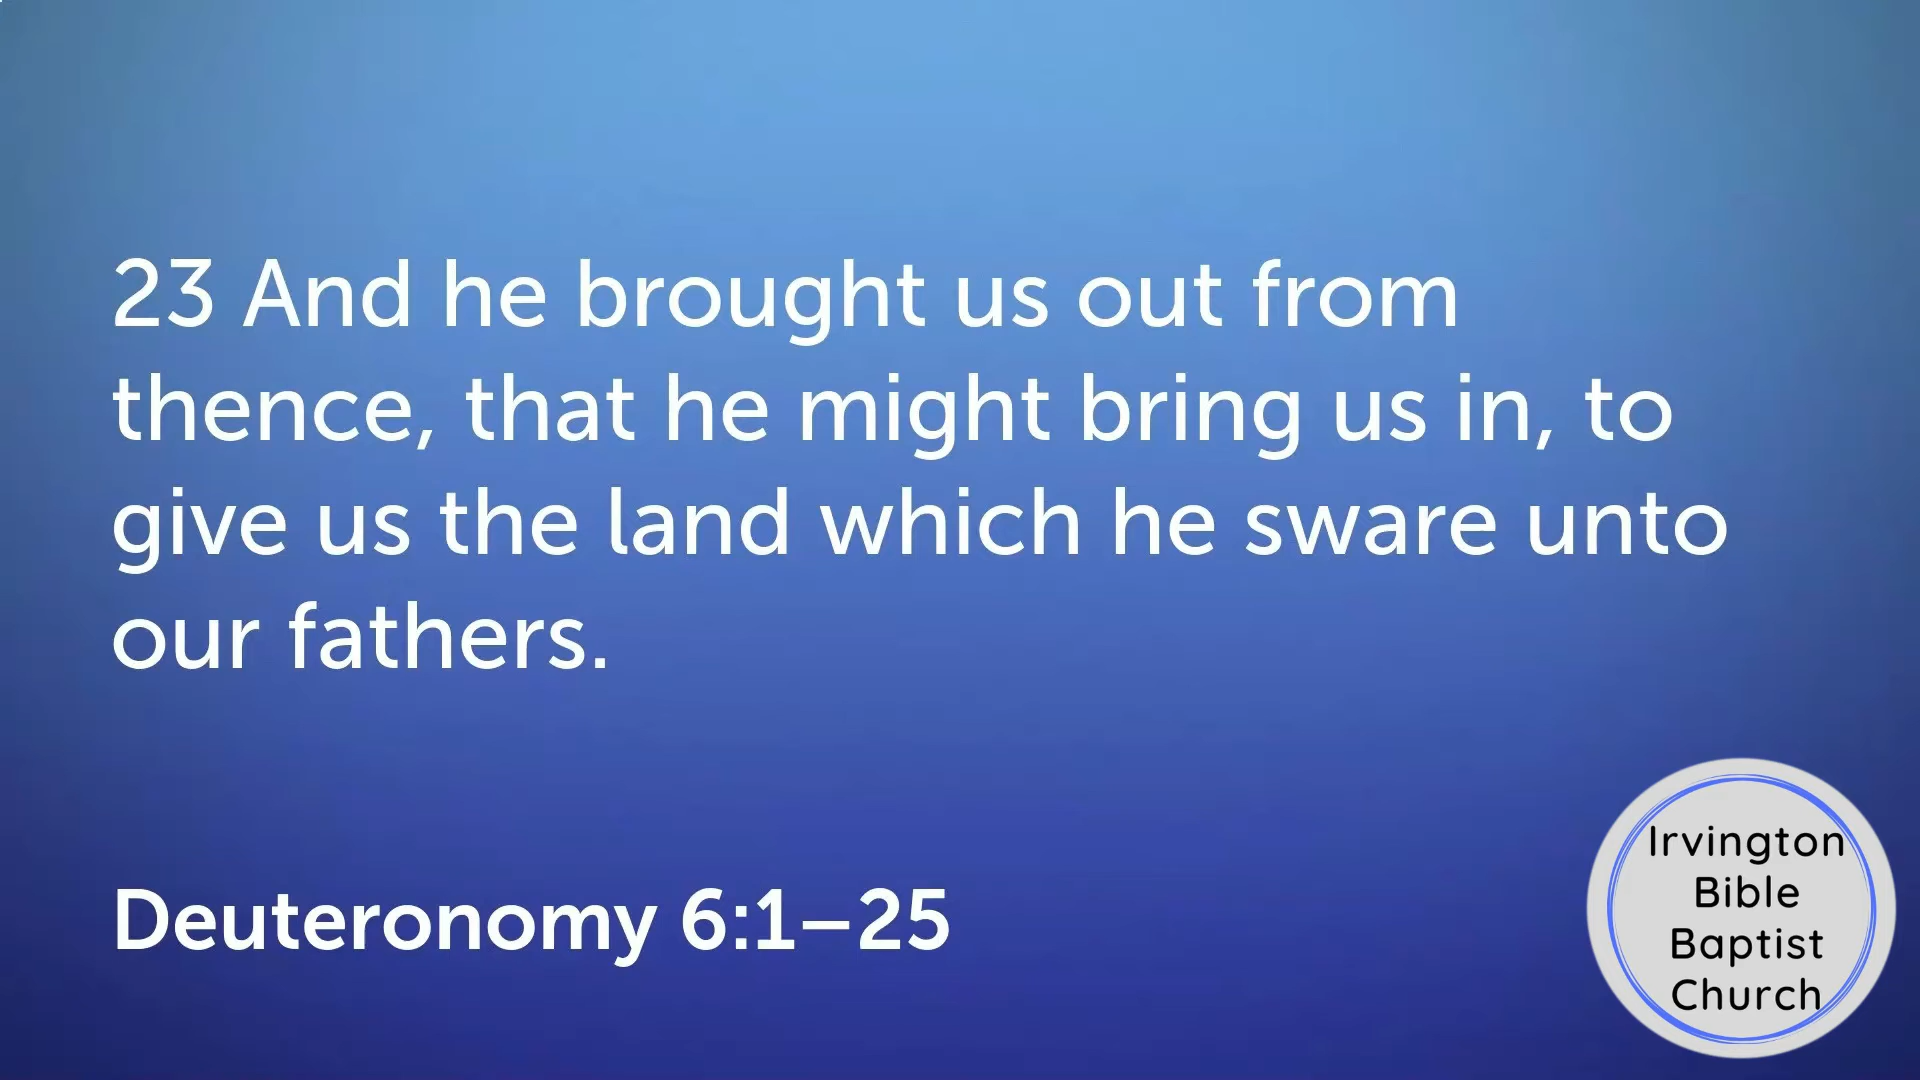 23 And he brought us out from
thence, that he might bring us in, to
give us the land which he sware unto
our fathers.
Deuteronomy 6:1–25
Irvington
Bible
Baptist
Church